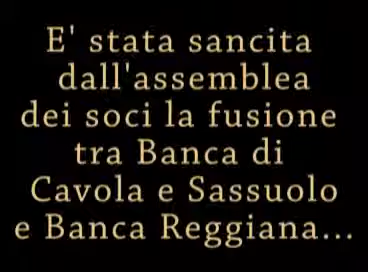 E' stata sancita
dall'assemblea
dei soci la fusione
tra Banca di
Cavola e Sassuolo
e Banca Reggiana...